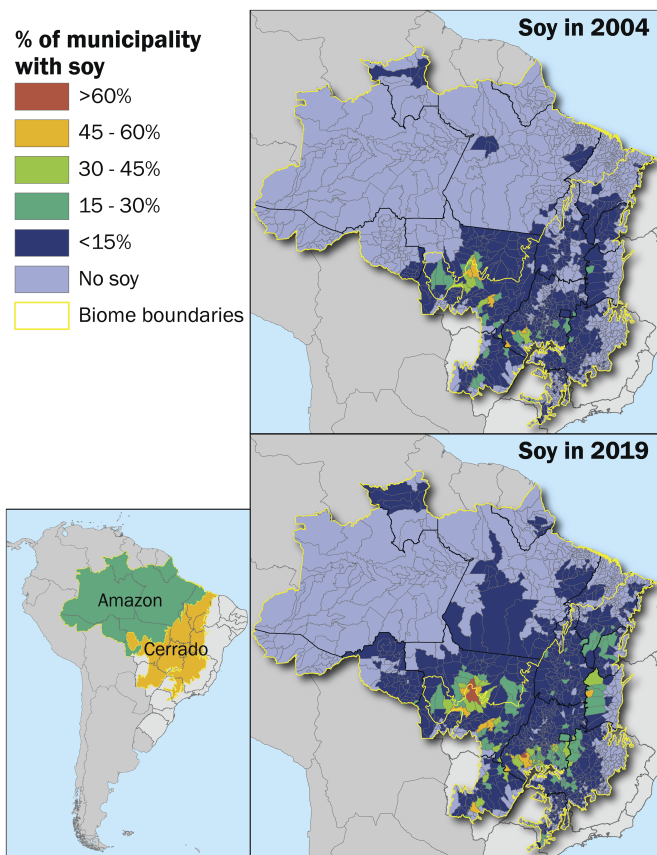 % of municipality
with soy
>60%
45 - 60%
30 - 45%
15 - 30%
<15%
No soy
Biome boundaries
Soy in 2004
Soy in 2019
Amazon
Cerrado